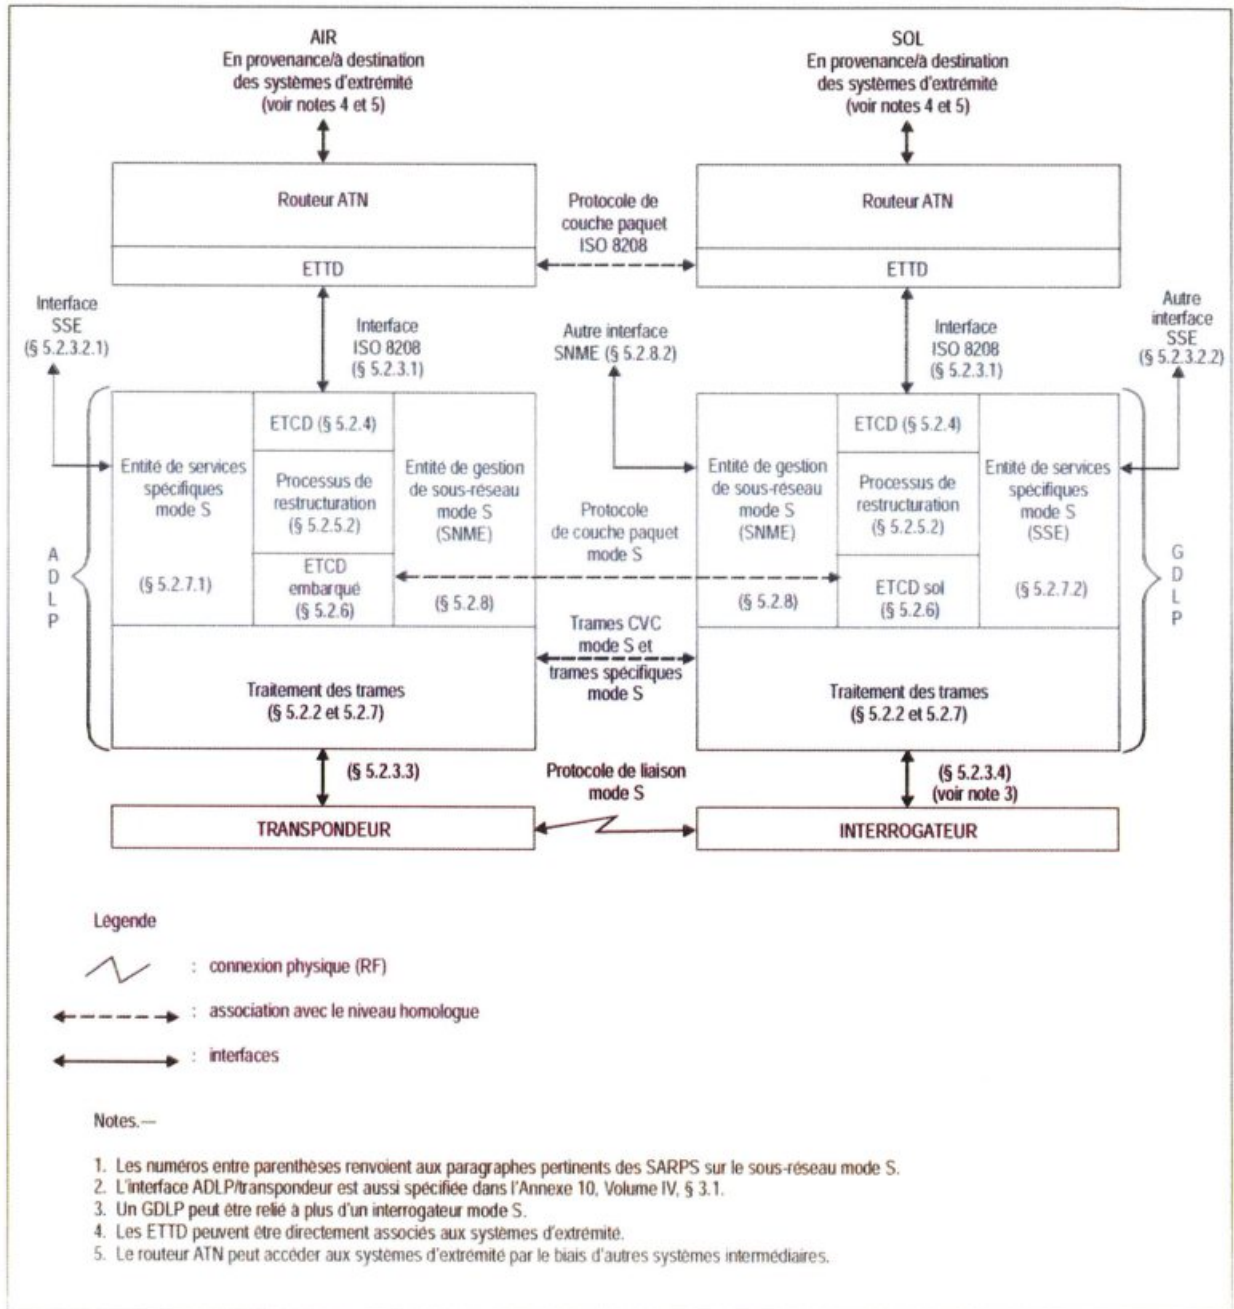 AIR
En provenance/à destination
des systèmes d'extrémité
(voir notes 4 et 5)
SOL
En provenance/à destination
des systèmes d'extrémité
(voir notes 4 et 5)
Routeur ATN
ETTD
Protocole de
couche paquet
ISO 8208
Routeur ATN
ETTD
Interface
SSE
(§ 5.2.3.2.1)
Interface
ISO 8208
(§ 5.2.3.1)
Autre interface
SNME (§ 5.2.8.2)
Interface
ISO 8208
(§ 5.2.3.1)
Autre
interface
SSE
(§ 5.2.3.2.2)
ADLP
Entité de services
spécifiques
mode S
(§ 5.2.7.1)
ETCD (§ 5.2.4)
Processus de
restructuration
(§ 5.2.5.2)
ETCD
embarqué
(§ 5.2.6)
Entité de gestion
de sous-réseau
mode S
(SNME)
(§ 5.2.8)
Protocole
de couche paquet
mode S
Entité de gestion
de sous-réseau
mode S
(SNME)
(§ 5.2.8)
ETCD (§ 5.2.4)
Processus de
restructuration
(§ 5.2.5.2)
ETCD sol
(§ 5.2.6)
Entité de services
spécifiques
mode S
(SSE)
(§ 5.2.7.2)
GDLP
Trames CVC
mode S et
trames spécifiques
mode S
Traitement des trames
(§ 5.2.2 et 5.2.7)
Traitement des trames
(§ 5.2.2 et 5.2.7)
(§ 5.2.3.3)
Protocole de liaison
mode S
(§ 5.2.3.4)
(voir note 3)
TRANSPONDEUR
INTERROGATEUR
Légende
: connexion physique (RF)
: association avec le niveau homologue
: interfaces
Notes.—
1. Les numéros entre parenthèses renvoient aux paragraphes pertinents des SARPS sur le sous-réseau mode S.
2. L'interface ADLP/transpondeur est aussi spécifiée dans l'Annexe 10, Volume IV, § 3.1.
3. Un GDLP peut être relié à plus d'un interrogateur mode S.
4. Les ETTD peuvent être directement associés aux systèmes d'extrémité.
5. Le routeur ATN peut accéder aux systèmes d'extrémité par le biais d'autres systèmes intermédiaires.